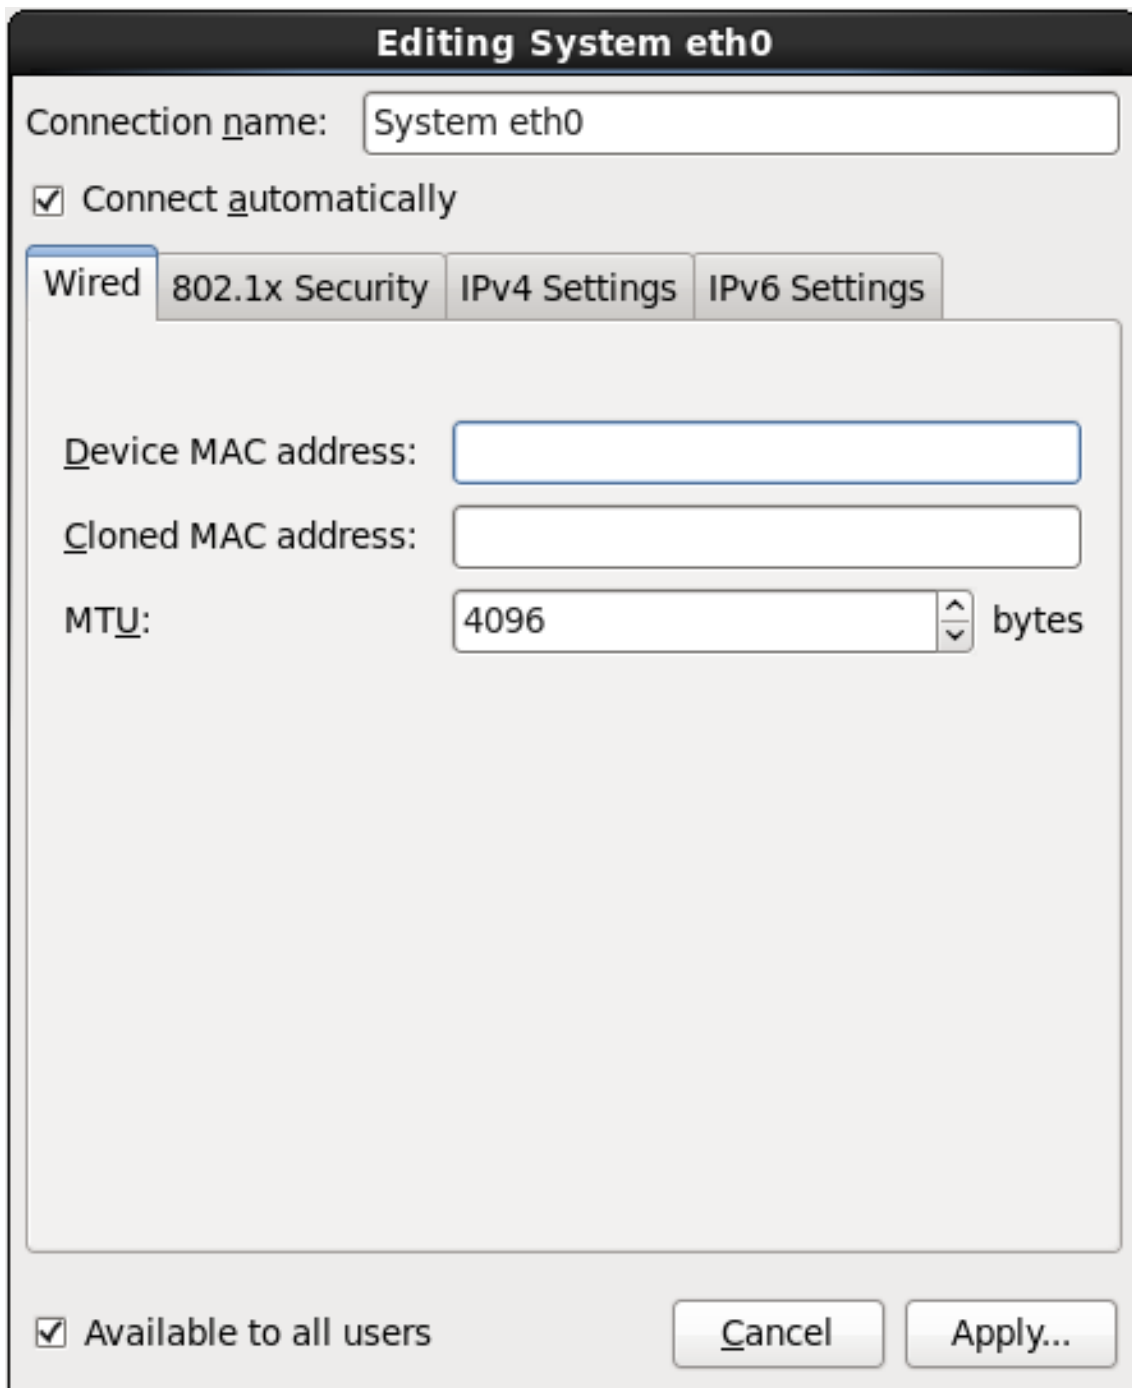 Editing System eth0
Connection name: System eth0
Connect automatically
Wired 802.1x Security IPv4 Settings IPv6 Settings
Device MAC address:
Cloned MAC address:
MTU: 4096 bytes
Available to all users Cancel Apply...